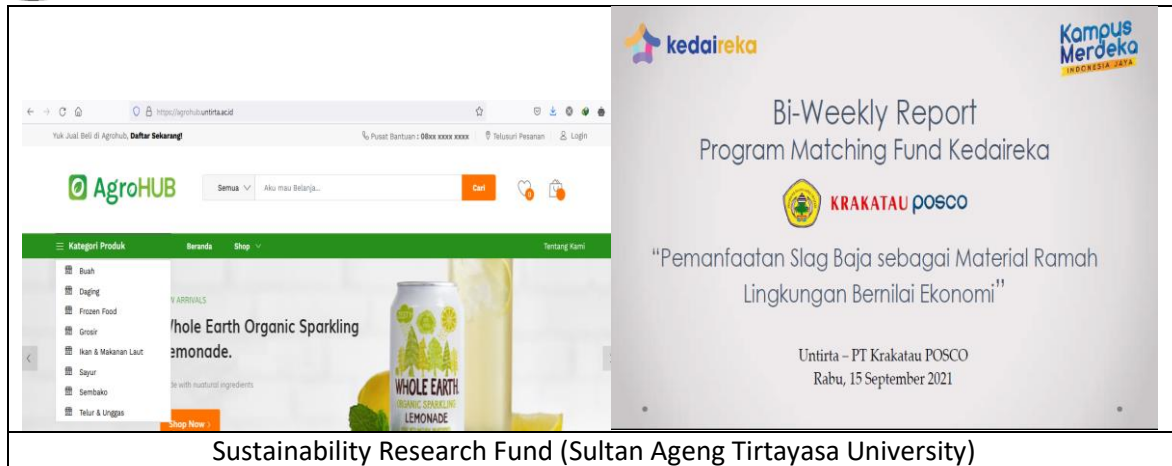 https://agrohub.untirta.ac.id
Yuk Jual Beli di Agrohub, Daftar Sekarang!
Pusat Bantuan : 08xx xxxx xxxx
Telusuri Pesanan
Login
AgroHUB
Semua
Aku mau Belanja...
Cari
0
Kategori Produk
Beranda
Shop
Tentang Kami
Buah
Daging
Frozen Food
Grosir
Ikan & Makanan Laut
Sayur
Sembako
Telur & Unggas
ARRIVALS
Whole Earth Organic Sparkling
emonade.
with nuatural ingredients
Shop Now
WHOLE EARTH
ORGANIC SPARKLING
LEMONADE
kedaireka
Kampus
Merdeka
INDONESIA JAYA
Bi-Weekly Report
Program Matching Fund Kedaireka
KRAKATAU posco
“Pemanfaatan Slag Baja sebagai Material Ramah
Lingkungan Bernilai Ekonomi”
Untirta – PT Krakatau POSCO
Rabu, 15 September 2021
Sustainability Research Fund (Sultan Ageng Tirtayasa University)